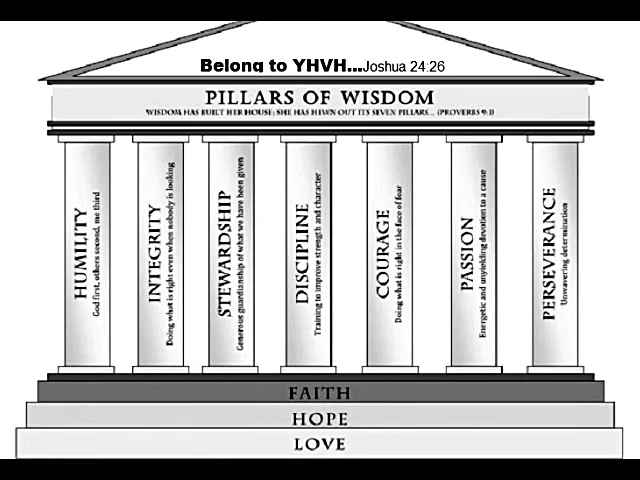 Belong to YHVH...Joshua 24:26
PILLARS OF WISDOM
WISDOM HAS BUILT HER HOUSE; SHE HAS HEWN OUT ITS SEVEN PILLARS... (PROVERBS 9:1)
HUMILITY
God first, others second, me third
INTEGRITY
Doing what is right even when nobody is looking
STEWARDSHIP
Generous guardianship of what we have been given
DISCIPLINE
Training to improve strength and character
COURAGE
Doing what is right in the face of fear
PASSION
Energetic and unyielding devotion to a cause
PERSEVERANCE
Unwavering determination
FAITH
HOPE
LOVE